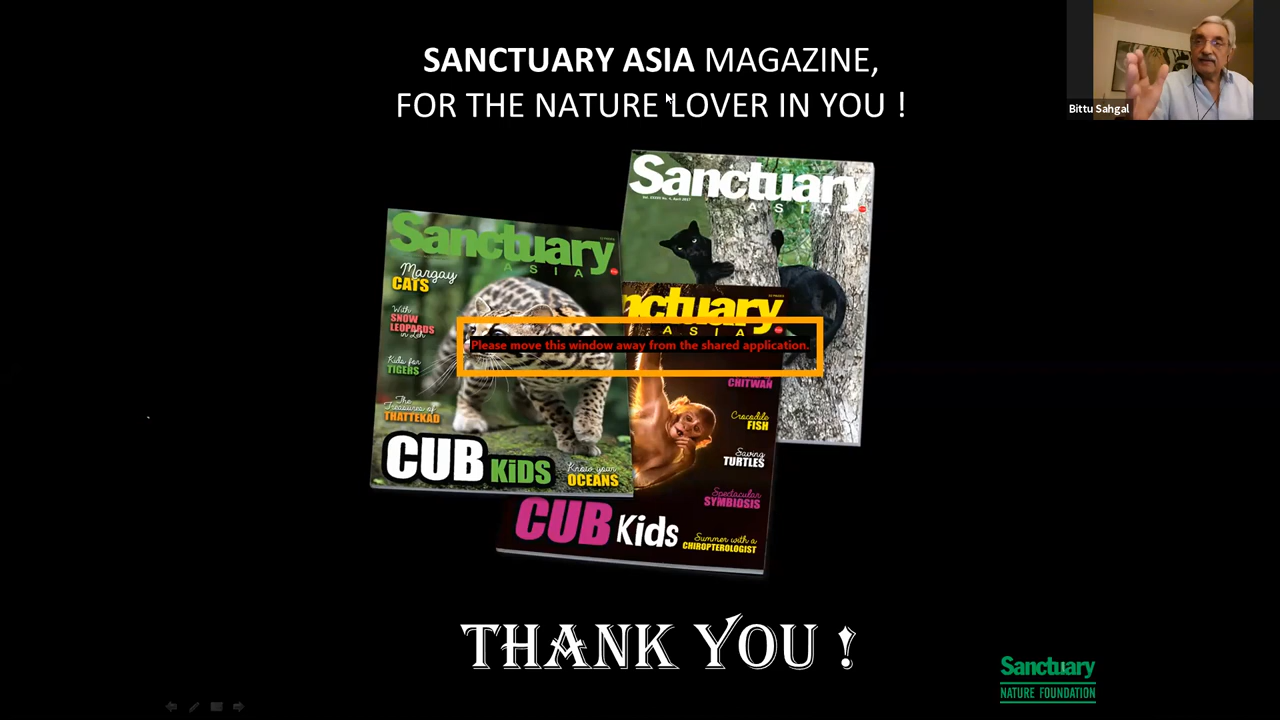 SANCTUARY ASIA MAGAZINE,
FOR THE NATURE LOVER IN YOU !
Bittu Sahgal
Sanctuary
ASIA
Sanctuary
ASIA
Margay
CATS
With
SNOW
LEOPARDS
in Leh
Kids for
TIGERS
The
Treasures of
THATTEKAD
CUB KiDS
Know your
OCEANS
nctuary
ASIA
Please move this window away from the shared application.
CHITWAN
Crocodile
FISH
Saving
TURTLES
Spectacular
SYMBIOSIS
Summer with a
CHIROPTEROLOGIST
CUB Kids
THANK YOU !
Sanctuary
NATURE FOUNDATION